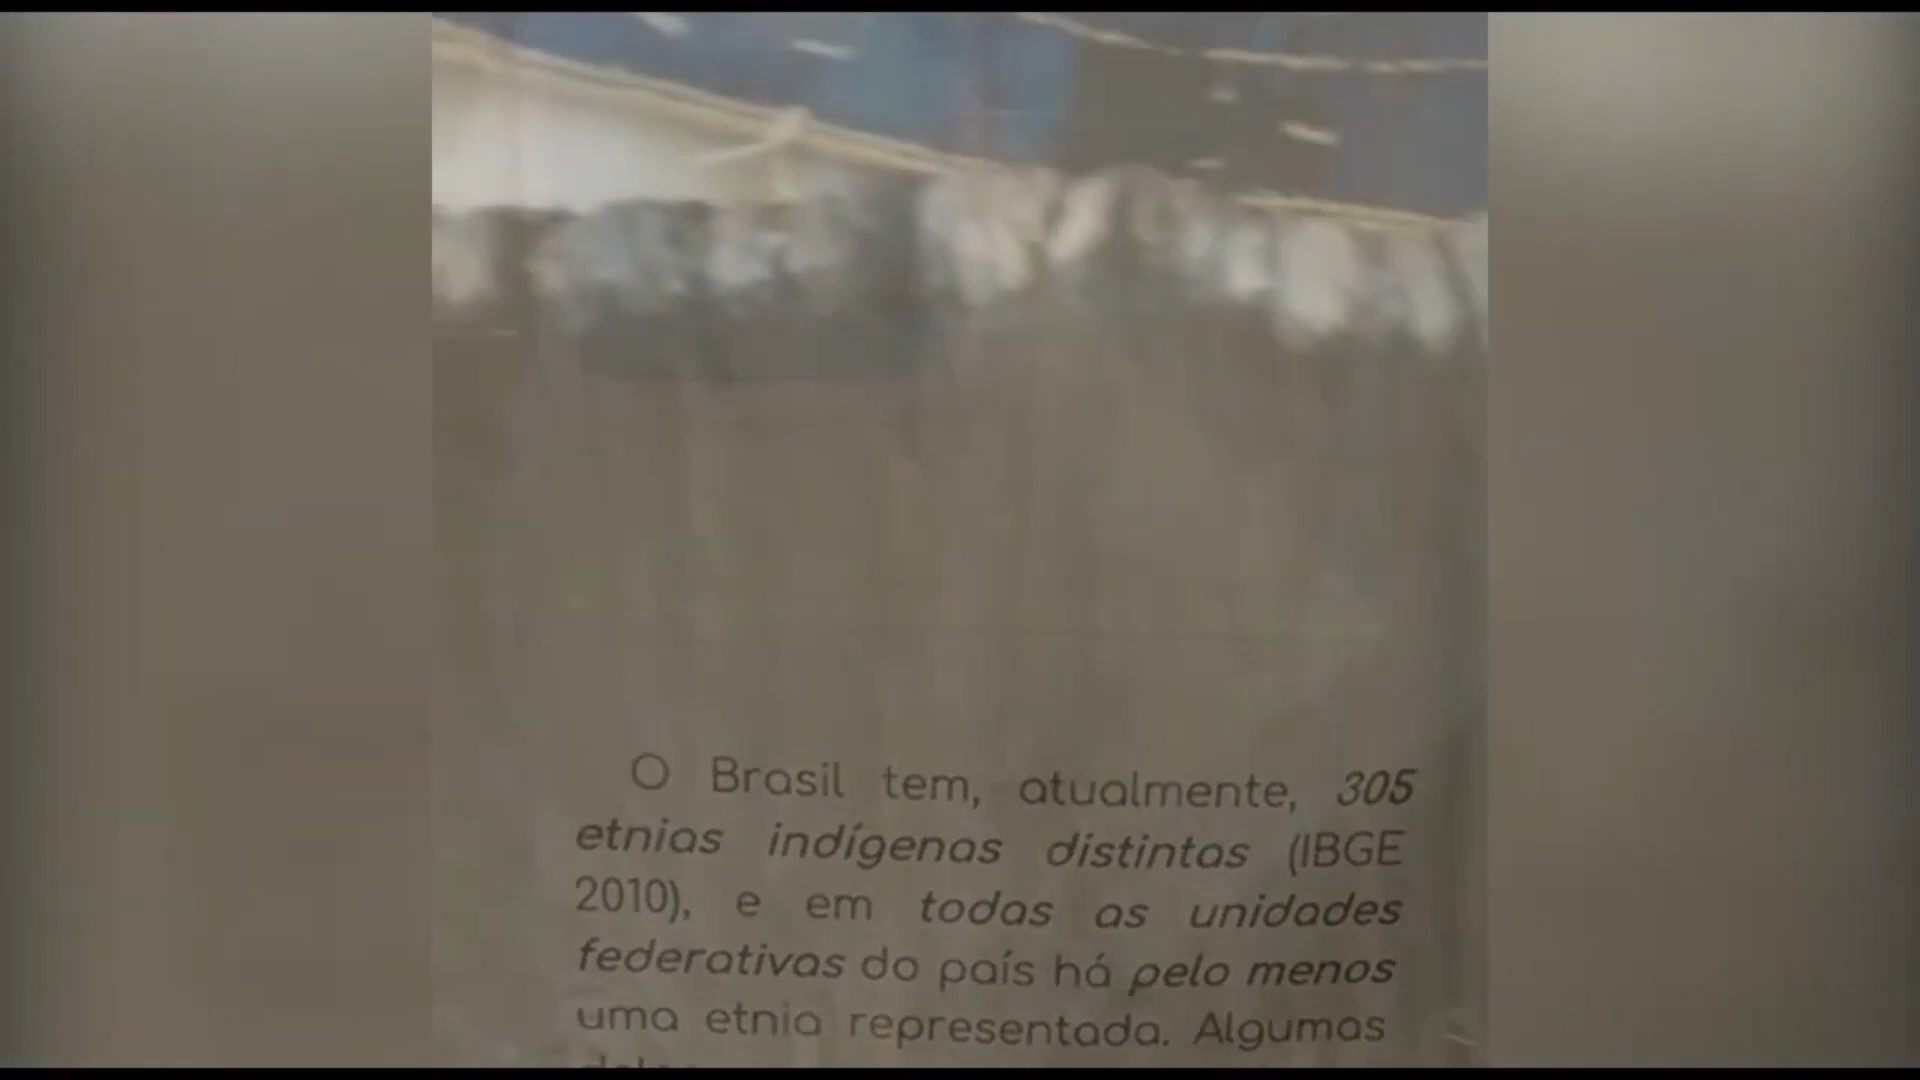 O Brasil tem, atualmente, 305
etnias indígenas distintas (IBGE
2010), e em todas as unidades
federativas do país há pelo menos
uma etnia representada. Algumas